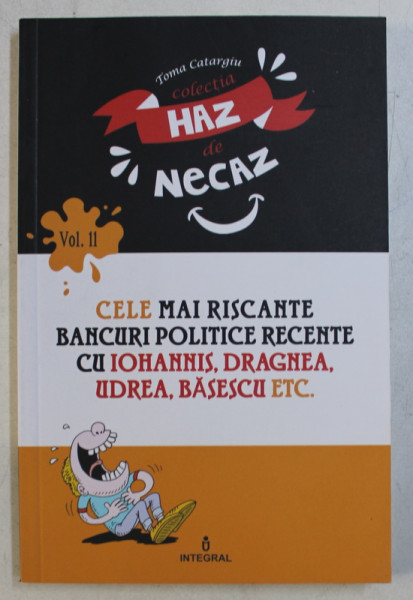 Toma Catargiu
colecția
HAZ
de
NECAZ
Vol. 11
CELE MAI RISCANTE
BANCURI POLITICE RECENTE
CU IOHANNIS, DRAGNEA,
UDREA, BĂSESCU ETC.
INTEGRAL